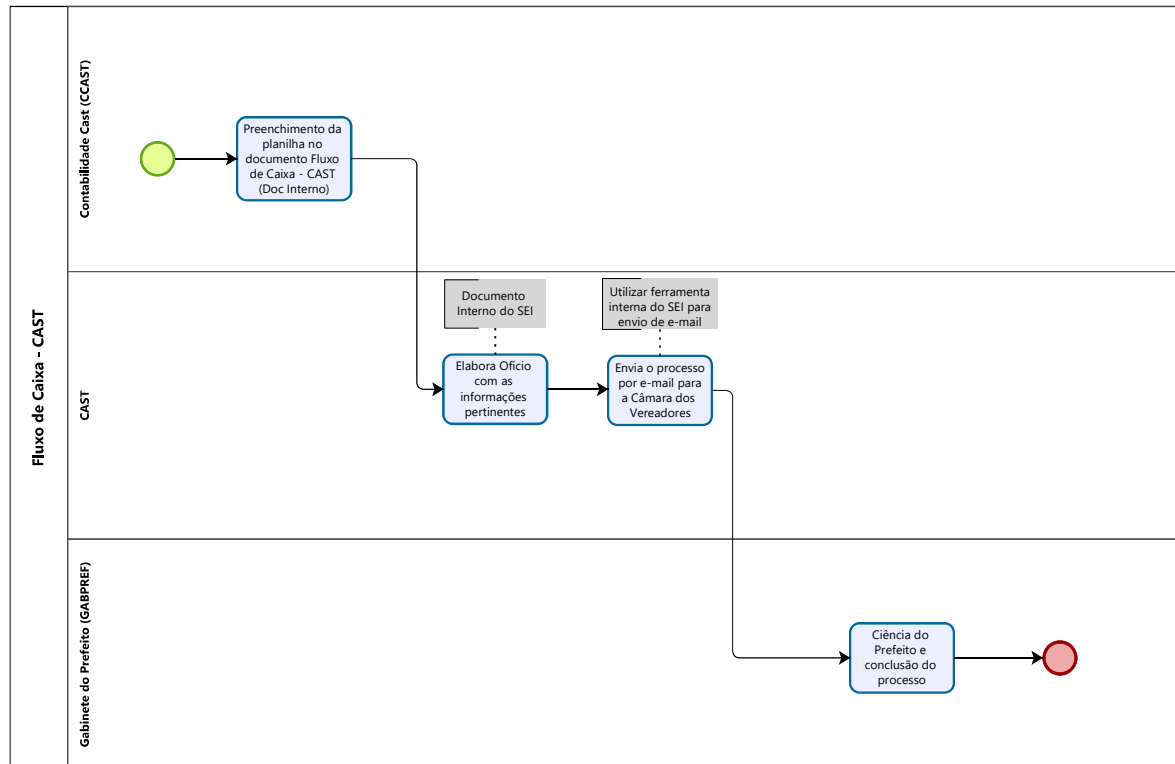 Fluxo de Caixa - CAST
Contabilidade Cast (CCAST)
Preenchimento da
planilha no
documento Fluxo
de Caixa - CAST
(Doc Interno)
CAST
Documento
Interno do SEI
Utilizar ferramenta
interna do SEI para
envio de e-mail
Elabora Ofício
com as
informações
pertinentes
Envia o processo
por e-mail para
a Câmara dos
Vereadores
Gabinete do Prefeito (GABPREF)
Ciência do
Prefeito e
conclusão do
processo